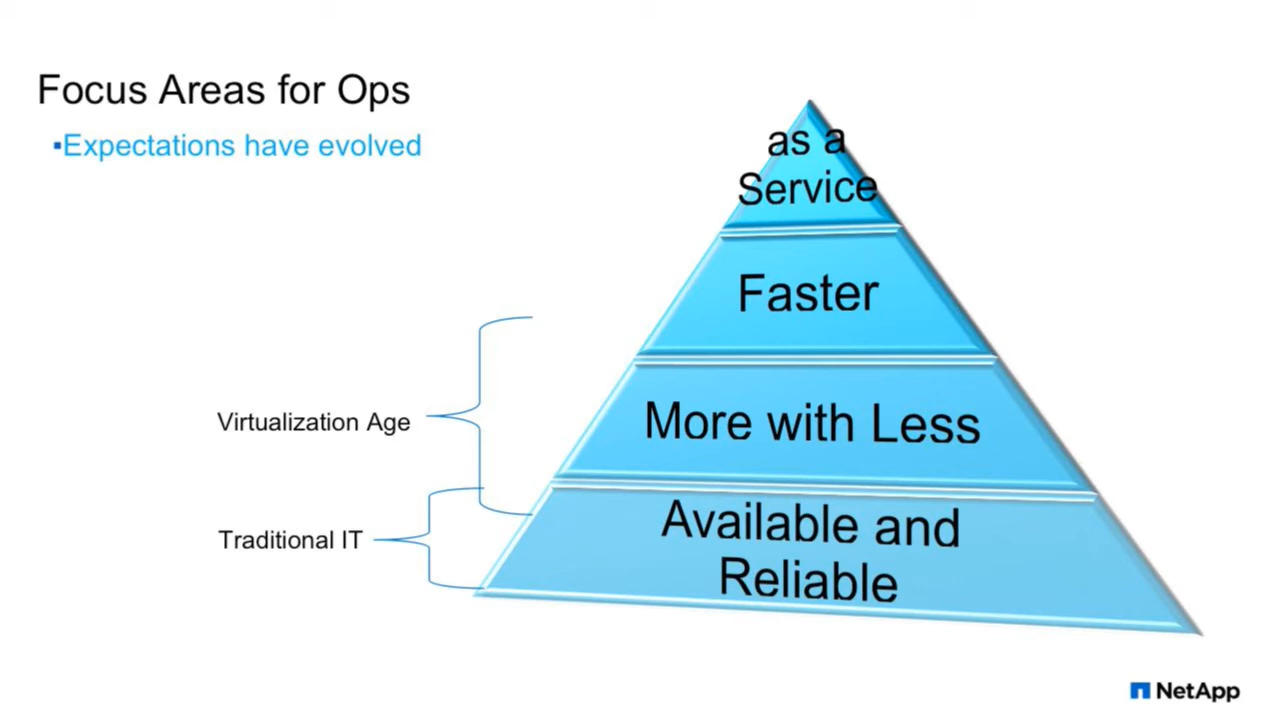 Focus Areas for Ops
▪Expectations have evolved
as a
Service
Faster
More with Less
Virtualization Age
Available and
Reliable
Traditional IT
NetApp